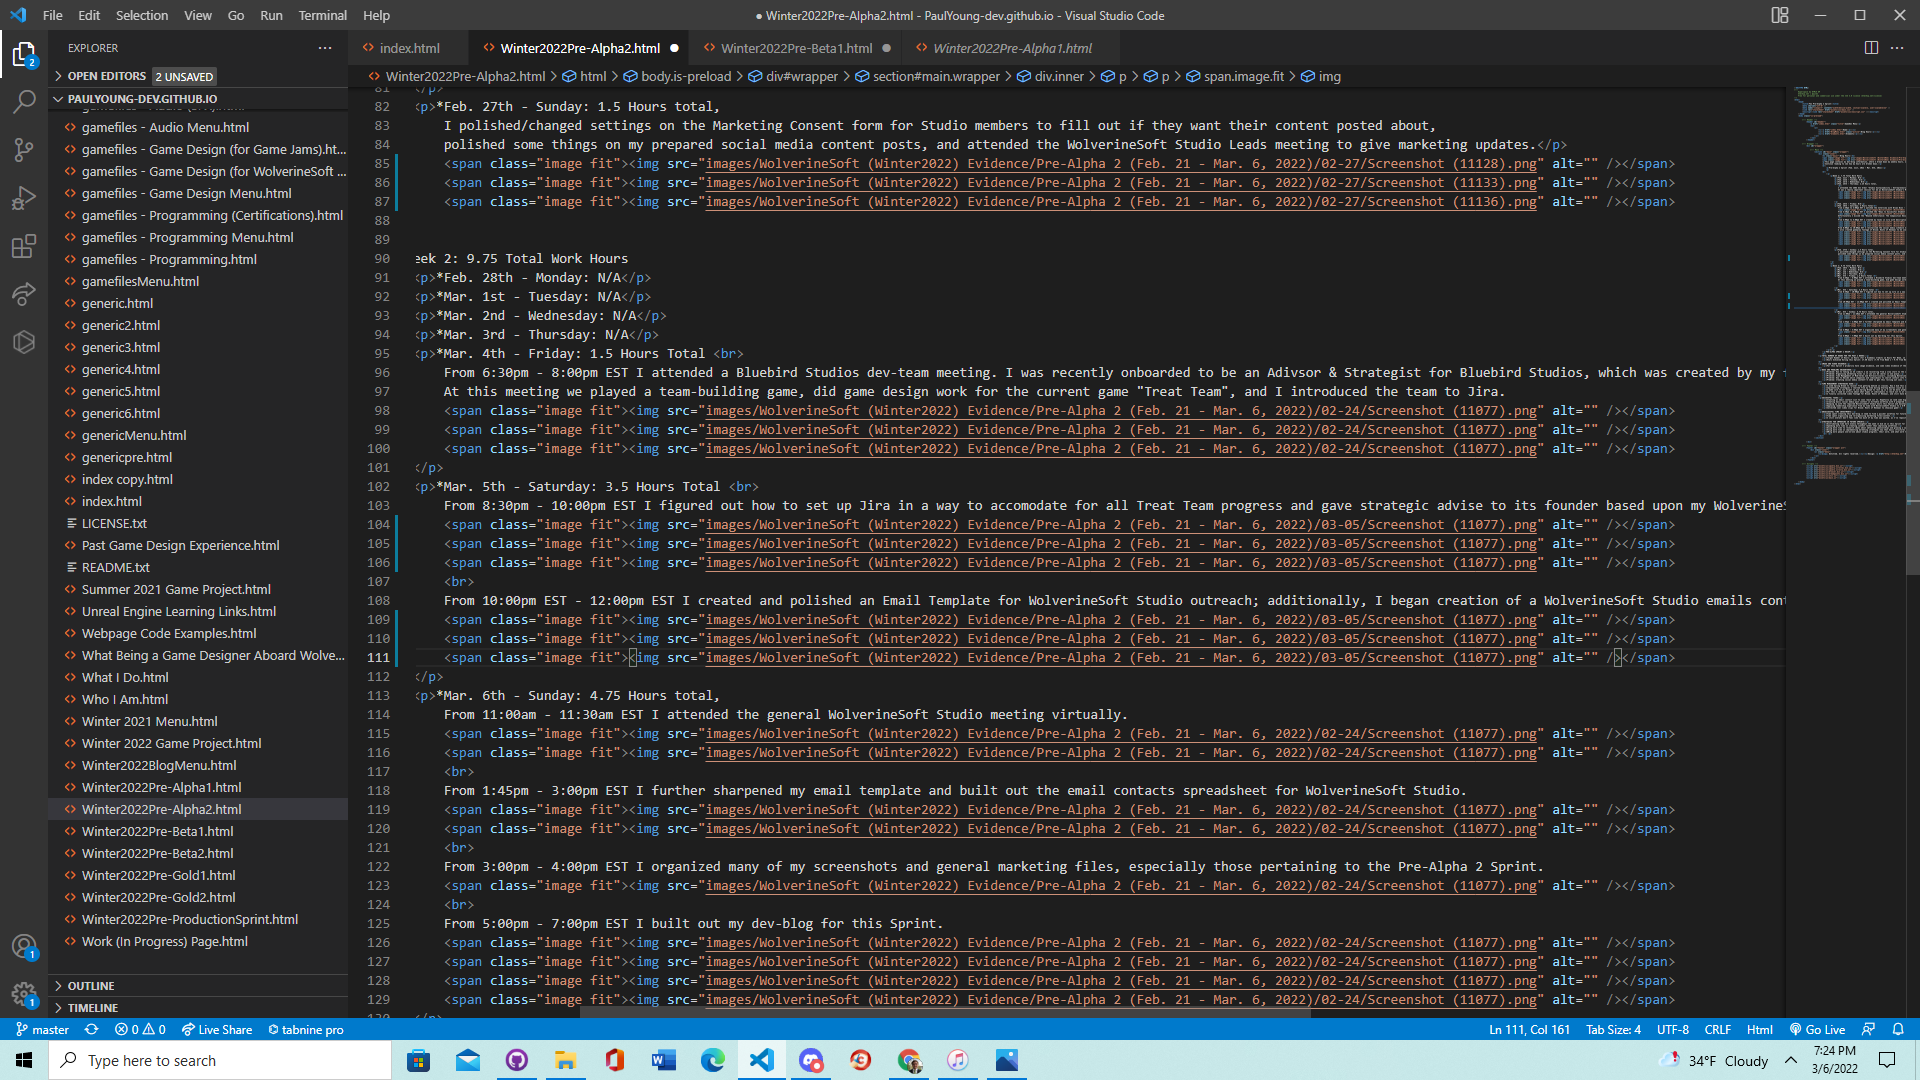 File Edit Selection View Go Run Terminal Help
● Winter2022Pre-Alpha2.html - PaulYoung-dev.github.io - Visual Studio Code
EXPLORER
OPEN EDITORS 2 UNSAVED
PAULYOUNG-DEV.GITHUB.IO
gamefiles - Audio Menu.html
gamefiles - Game Design (for Game Jams).ht...
gamefiles - Game Design (for WolverineSoft ...
gamefiles - Game Design Menu.html
gamefiles - Programming (Certifications).html
gamefiles - Programming Menu.html
gamefiles - Programming.html
gamefilesMenu.html
generic.html
generic2.html
generic3.html
generic4.html
generic5.html
generic6.html
genericMenu.html
genericpre.html
index copy.html
index.html
LICENSE.txt
Past Game Design Experience.html
README.txt
Summer 2021 Game Project.html
Unreal Engine Learning Links.html
Webpage Code Examples.html
What Being a Game Designer Aboard Wolve...
What I Do.html
Who I Am.html
Winter 2021 Menu.html
Winter 2022 Game Project.html
Winter2022BlogMenu.html
Winter2022Pre-Alpha1.html
Winter2022Pre-Alpha2.html
Winter2022Pre-Beta1.html
Winter2022Pre-Beta2.html
Winter2022Pre-Gold1.html
Winter2022Pre-Gold2.html
Winter2022Pre-ProductionSprint.html
Work (In Progress) Page.html
OUTLINE
TIMELINE
index.html Winter2022Pre-Alpha2.html Winter2022Pre-Beta1.html Winter2022Pre-Alpha1.html
Winter2022Pre-Alpha2.html > html > body.is-preload > div#wrapper > section#main.wrapper > div.inner > p > p > span.image.fit > img
81 </p>
82 <p>*Feb. 27th - Sunday: 1.5 Hours total,
83 I polished/changed settings on the Marketing Consent form for Studio members to fill out if they want their content posted about,
84 polished some things on my prepared social media content posts, and attended the WolverineSoft Studio Leads meeting to give marketing updates.</p>
85 <span class="image fit"><img src="images/WolverineSoft (Winter2022) Evidence/Pre-Alpha 2 (Feb. 21 - Mar. 6, 2022)/02-27/Screenshot (11128).png" alt="" /></span>
86 <span class="image fit"><img src="images/WolverineSoft (Winter2022) Evidence/Pre-Alpha 2 (Feb. 21 - Mar. 6, 2022)/02-27/Screenshot (11133).png" alt="" /></span>
87 <span class="image fit"><img src="images/WolverineSoft (Winter2022) Evidence/Pre-Alpha 2 (Feb. 21 - Mar. 6, 2022)/02-27/Screenshot (11136).png" alt="" /></span>
88
89
90 eek 2: 9.75 Total Work Hours
91 <p>*Feb. 28th - Monday: N/A</p>
92 <p>*Mar. 1st - Tuesday: N/A</p>
93 <p>*Mar. 2nd - Wednesday: N/A</p>
94 <p>*Mar. 3rd - Thursday: N/A</p>
95 <p>*Mar. 4th - Friday: 1.5 Hours Total <br>
96 From 6:30pm - 8:00pm EST I attended a Bluebird Studios dev-team meeting. I was recently onboarded to be an Adivsor & Strategist for Bluebird Studios, which was created by my
97 At this meeting we played a team-building game, did game design work for the current game "Treat Team", and I introduced the team to Jira.
98 <span class="image fit"><img src="images/WolverineSoft (Winter2022) Evidence/Pre-Alpha 2 (Feb. 21 - Mar. 6, 2022)/02-24/Screenshot (11077).png" alt="" /></span>
99 <span class="image fit"><img src="images/WolverineSoft (Winter2022) Evidence/Pre-Alpha 2 (Feb. 21 - Mar. 6, 2022)/02-24/Screenshot (11077).png" alt="" /></span>
100 <span class="image fit"><img src="images/WolverineSoft (Winter2022) Evidence/Pre-Alpha 2 (Feb. 21 - Mar. 6, 2022)/02-24/Screenshot (11077).png" alt="" /></span>
101 </p>
102 <p>*Mar. 5th - Saturday: 3.5 Hours Total <br>
103 From 8:30pm - 10:00pm EST I figured out how to set up Jira in a way to accomodate for all Treat Team progress and gave strategic advise to its founder based upon my WolverineS
104 <span class="image fit"><img src="images/WolverineSoft (Winter2022) Evidence/Pre-Alpha 2 (Feb. 21 - Mar. 6, 2022)/03-05/Screenshot (11077).png" alt="" /></span>
105 <span class="image fit"><img src="images/WolverineSoft (Winter2022) Evidence/Pre-Alpha 2 (Feb. 21 - Mar. 6, 2022)/03-05/Screenshot (11077).png" alt="" /></span>
106 <span class="image fit"><img src="images/WolverineSoft (Winter2022) Evidence/Pre-Alpha 2 (Feb. 21 - Mar. 6, 2022)/03-05/Screenshot (11077).png" alt="" /></span>
107 <br>
108 From 10:00pm EST - 12:00pm EST I created and polished an Email Template for WolverineSoft Studio outreach; additionally, I began creation of a WolverineSoft Studio emails cont
109 <span class="image fit"><img src="images/WolverineSoft (Winter2022) Evidence/Pre-Alpha 2 (Feb. 21 - Mar. 6, 2022)/03-05/Screenshot (11077).png" alt="" /></span>
110 <span class="image fit"><img src="images/WolverineSoft (Winter2022) Evidence/Pre-Alpha 2 (Feb. 21 - Mar. 6, 2022)/03-05/Screenshot (11077).png" alt="" /></span>
111 <span class="image fit"><img src="images/WolverineSoft (Winter2022) Evidence/Pre-Alpha 2 (Feb. 21 - Mar. 6, 2022)/03-05/Screenshot (11077).png" alt="" /></span>
112 </p>
113 <p>*Mar. 6th - Sunday: 4.75 Hours total,
114 From 11:00am - 11:30am EST I attended the general WolverineSoft Studio meeting virtually.
115 <span class="image fit"><img src="images/WolverineSoft (Winter2022) Evidence/Pre-Alpha 2 (Feb. 21 - Mar. 6, 2022)/02-24/Screenshot (11077).png" alt="" /></span>
116 <span class="image fit"><img src="images/WolverineSoft (Winter2022) Evidence/Pre-Alpha 2 (Feb. 21 - Mar. 6, 2022)/02-24/Screenshot (11077).png" alt="" /></span>
117 <br>
118 From 1:45pm - 3:00pm EST I further sharpened my email template and built out the email contacts spreadsheet for WolverineSoft Studio.
119 <span class="image fit"><img src="images/WolverineSoft (Winter2022) Evidence/Pre-Alpha 2 (Feb. 21 - Mar. 6, 2022)/02-24/Screenshot (11077).png" alt="" /></span>
120 <span class="image fit"><img src="images/WolverineSoft (Winter2022) Evidence/Pre-Alpha 2 (Feb. 21 - Mar. 6, 2022)/02-24/Screenshot (11077).png" alt="" /></span>
121 <br>
122 From 3:00pm - 4:00pm EST I organized many of my screenshots and general marketing files, especially those pertaining to the Pre-Alpha 2 Sprint.
123 <span class="image fit"><img src="images/WolverineSoft (Winter2022) Evidence/Pre-Alpha 2 (Feb. 21 - Mar. 6, 2022)/02-24/Screenshot (11077).png" alt="" /></span>
124 <br>
125 From 5:00pm - 7:00pm EST I built out my dev-blog for this Sprint.
126 <span class="image fit"><img src="images/WolverineSoft (Winter2022) Evidence/Pre-Alpha 2 (Feb. 21 - Mar. 6, 2022)/02-24/Screenshot (11077).png" alt="" /></span>
127 <span class="image fit"><img src="images/WolverineSoft (Winter2022) Evidence/Pre-Alpha 2 (Feb. 21 - Mar. 6, 2022)/02-24/Screenshot (11077).png" alt="" /></span>
128 <span class="image fit"><img src="images/WolverineSoft (Winter2022) Evidence/Pre-Alpha 2 (Feb. 21 - Mar. 6, 2022)/02-24/Screenshot (11077).png" alt="" /></span>
129 <span class="image fit"><img src="images/WolverineSoft (Winter2022) Evidence/Pre-Alpha 2 (Feb. 21 - Mar. 6, 2022)/02-24/Screenshot (11077).png" alt="" /></span>
master 0 0 Live Share tabnine pro
Ln 111, Col 161 Tab Size: 4 UTF-8 CRLF Html Go Live
Type here to search
34°F Cloudy
7:24 PM
3/6/2022